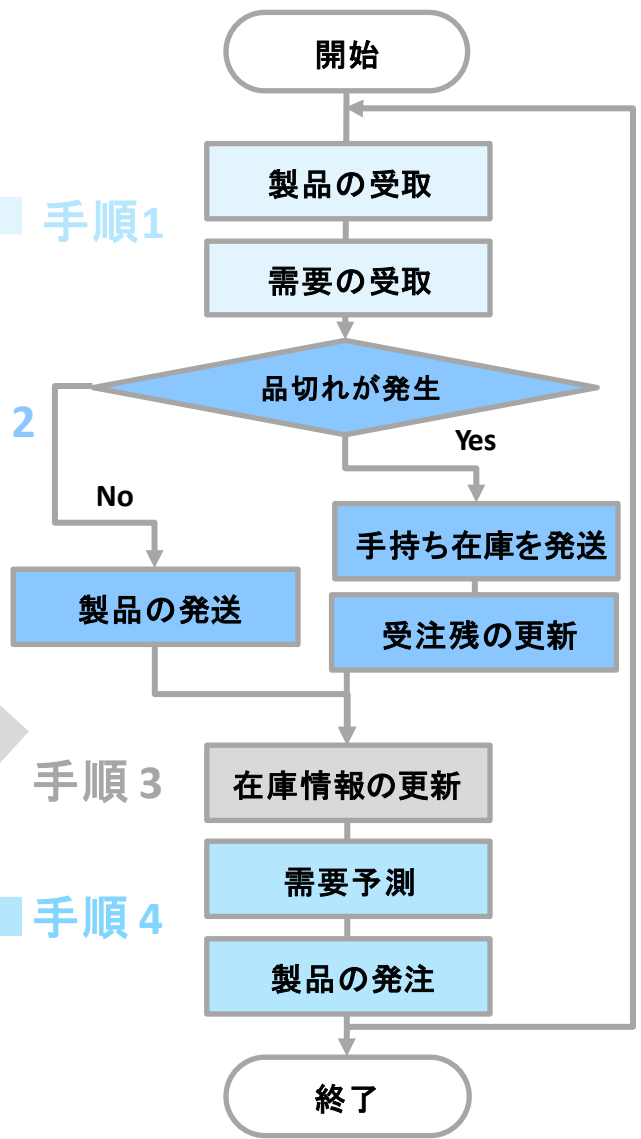 開始
製品の受取
手順1
需要の受取
品切れが発生
2
Yes
No
手持ち在庫を発送
製品の発送
受注残の更新
手順 3
在庫情報の更新
需要予測
手順 4
製品の発注
終了